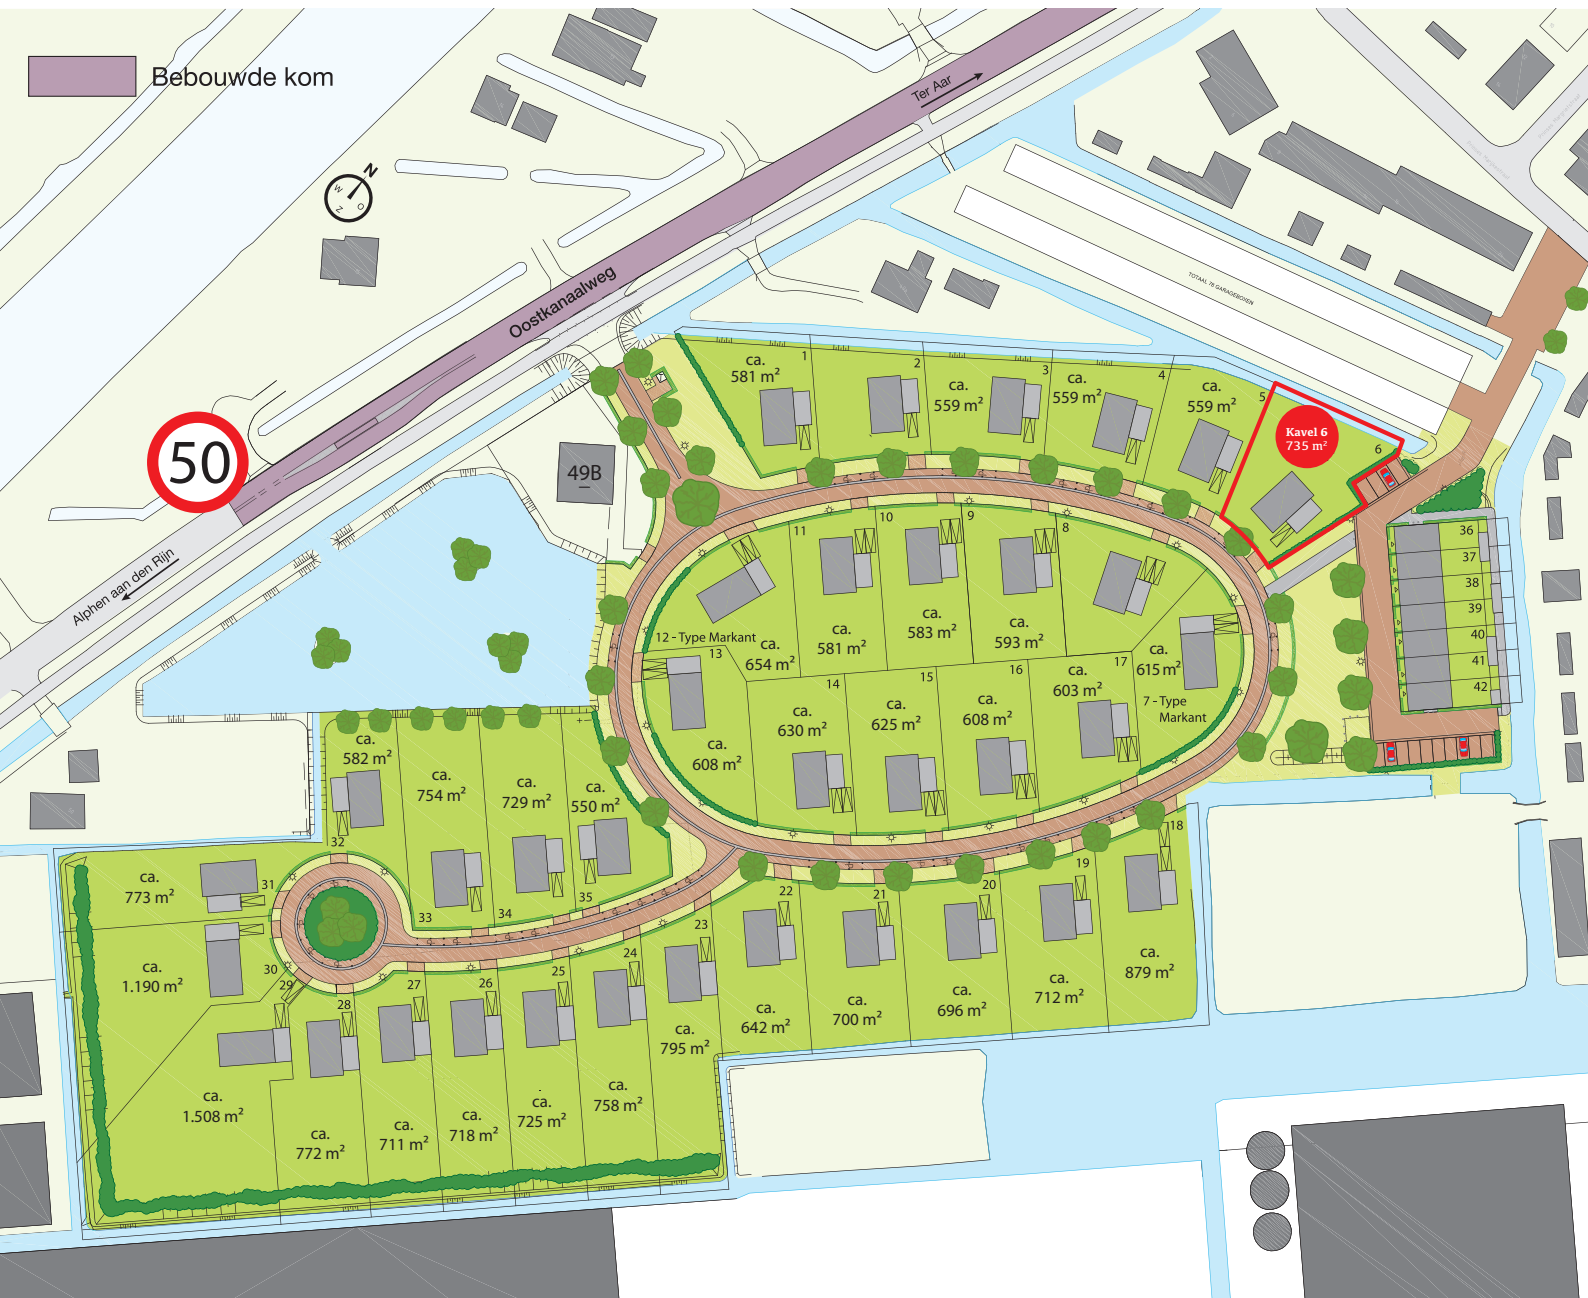 Bebouwde kom
N
W
O
Z
Ter Aar
Oostkanaalweg
50
Alphen aan den Rijn
49B
TOTAAL 78 GARAGEBOXEN
ca.
581 m²
1
2
ca.
559 m²
3
ca.
559 m²
4
ca.
559 m²
5
Kavel 6
735 m²
6
11
10
9
8
12 - Type Markant
ca.
654 m²
ca.
581 m²
ca.
583 m²
ca.
593 m²
ca.
615 m²
7 - Type
Markant
13
ca.
608 m²
14
ca.
630 m²
15
ca.
625 m²
16
ca.
608 m²
17
ca.
603 m²
36
37
38
39
40
41
42
ca.
582 m²
32
ca.
754 m²
33
ca.
729 m²
34
ca.
550 m²
35
ca.
773 m²
31
ca.
1.190 m²
30
29
ca.
1.508 m²
28
ca.
772 m²
27
ca.
711 m²
26
ca.
718 m²
25
ca.
725 m²
24
ca.
758 m²
23
ca.
795 m²
22
ca.
642 m²
21
ca.
700 m²
20
ca.
696 m²
19
ca.
712 m²
18
ca.
879 m²